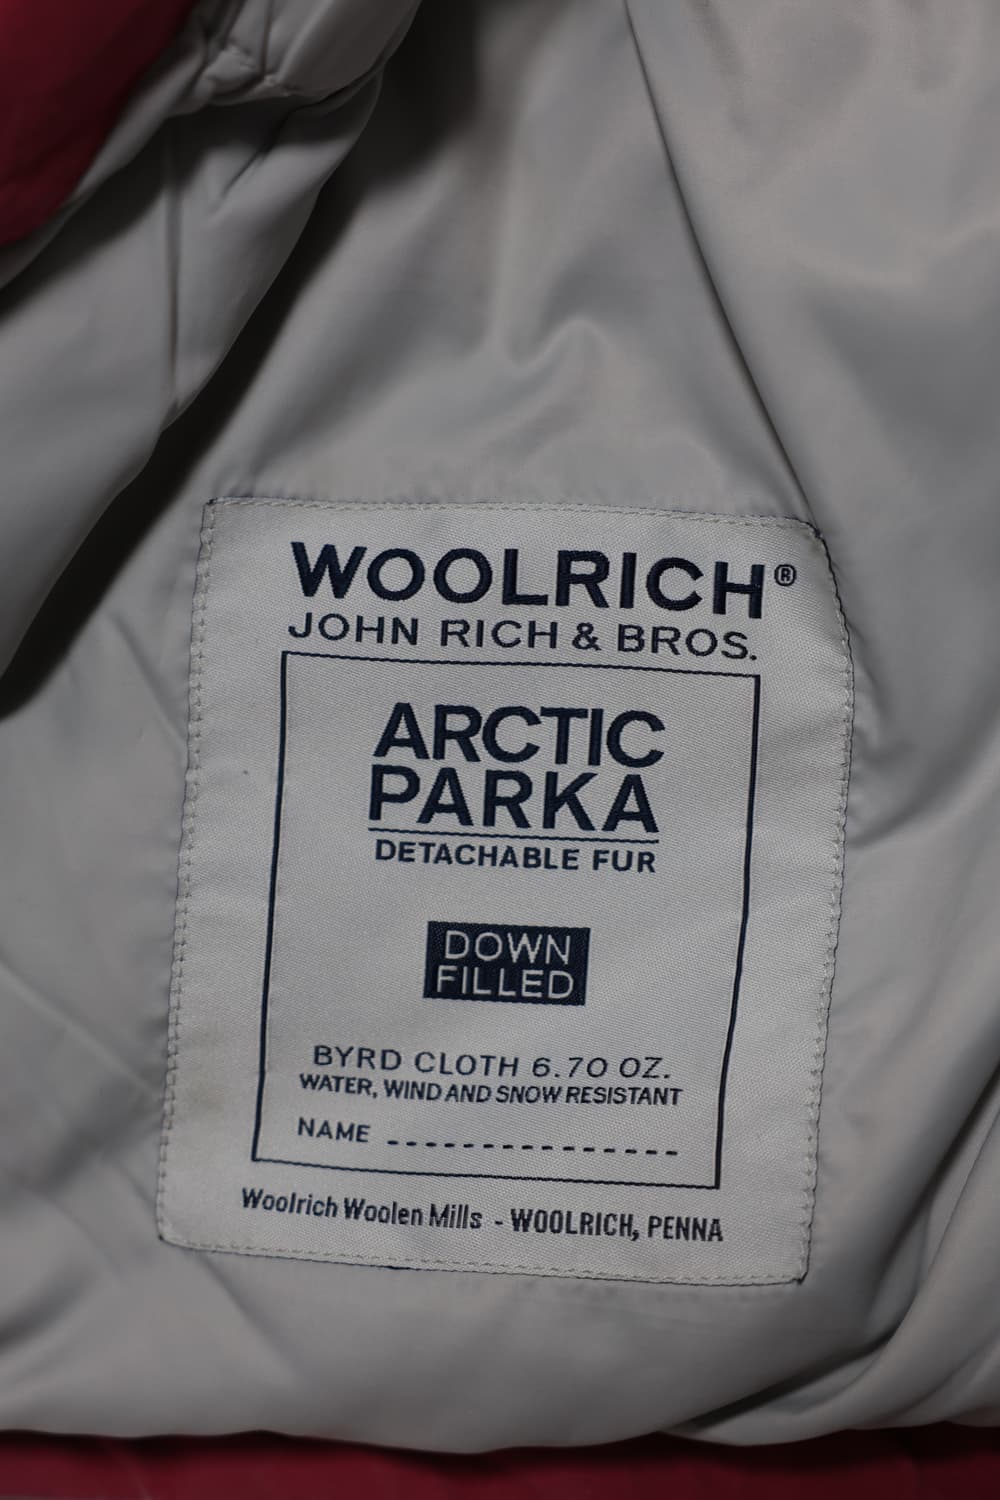 WOOLRICH®
JOHN RICH & BROS.
ARCTIC
PARKA
DETACHABLE FUR
DOWN
FILLED
BYRD CLOTH 6.70 OZ.
WATER, WIND AND SNOW RESISTANT
NAME ---------------
Woolrich Woolen Mills - WOOLRICH, PENNA